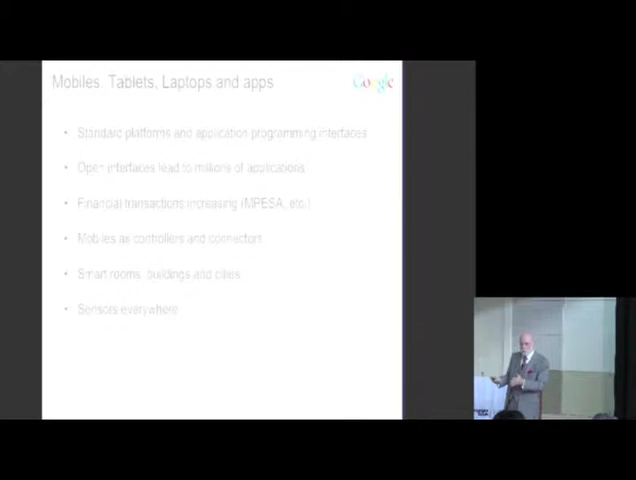 Mobiles, Tablets, Laptops and apps
Google
• Standard platforms and application programming interfaces
• Open interfaces lead to millions of applications
• Financial transactions increasing (MPESA, etc.)
• Mobiles as controllers and connectors
• Smart rooms, buildings and cities
• Sensors everywhere